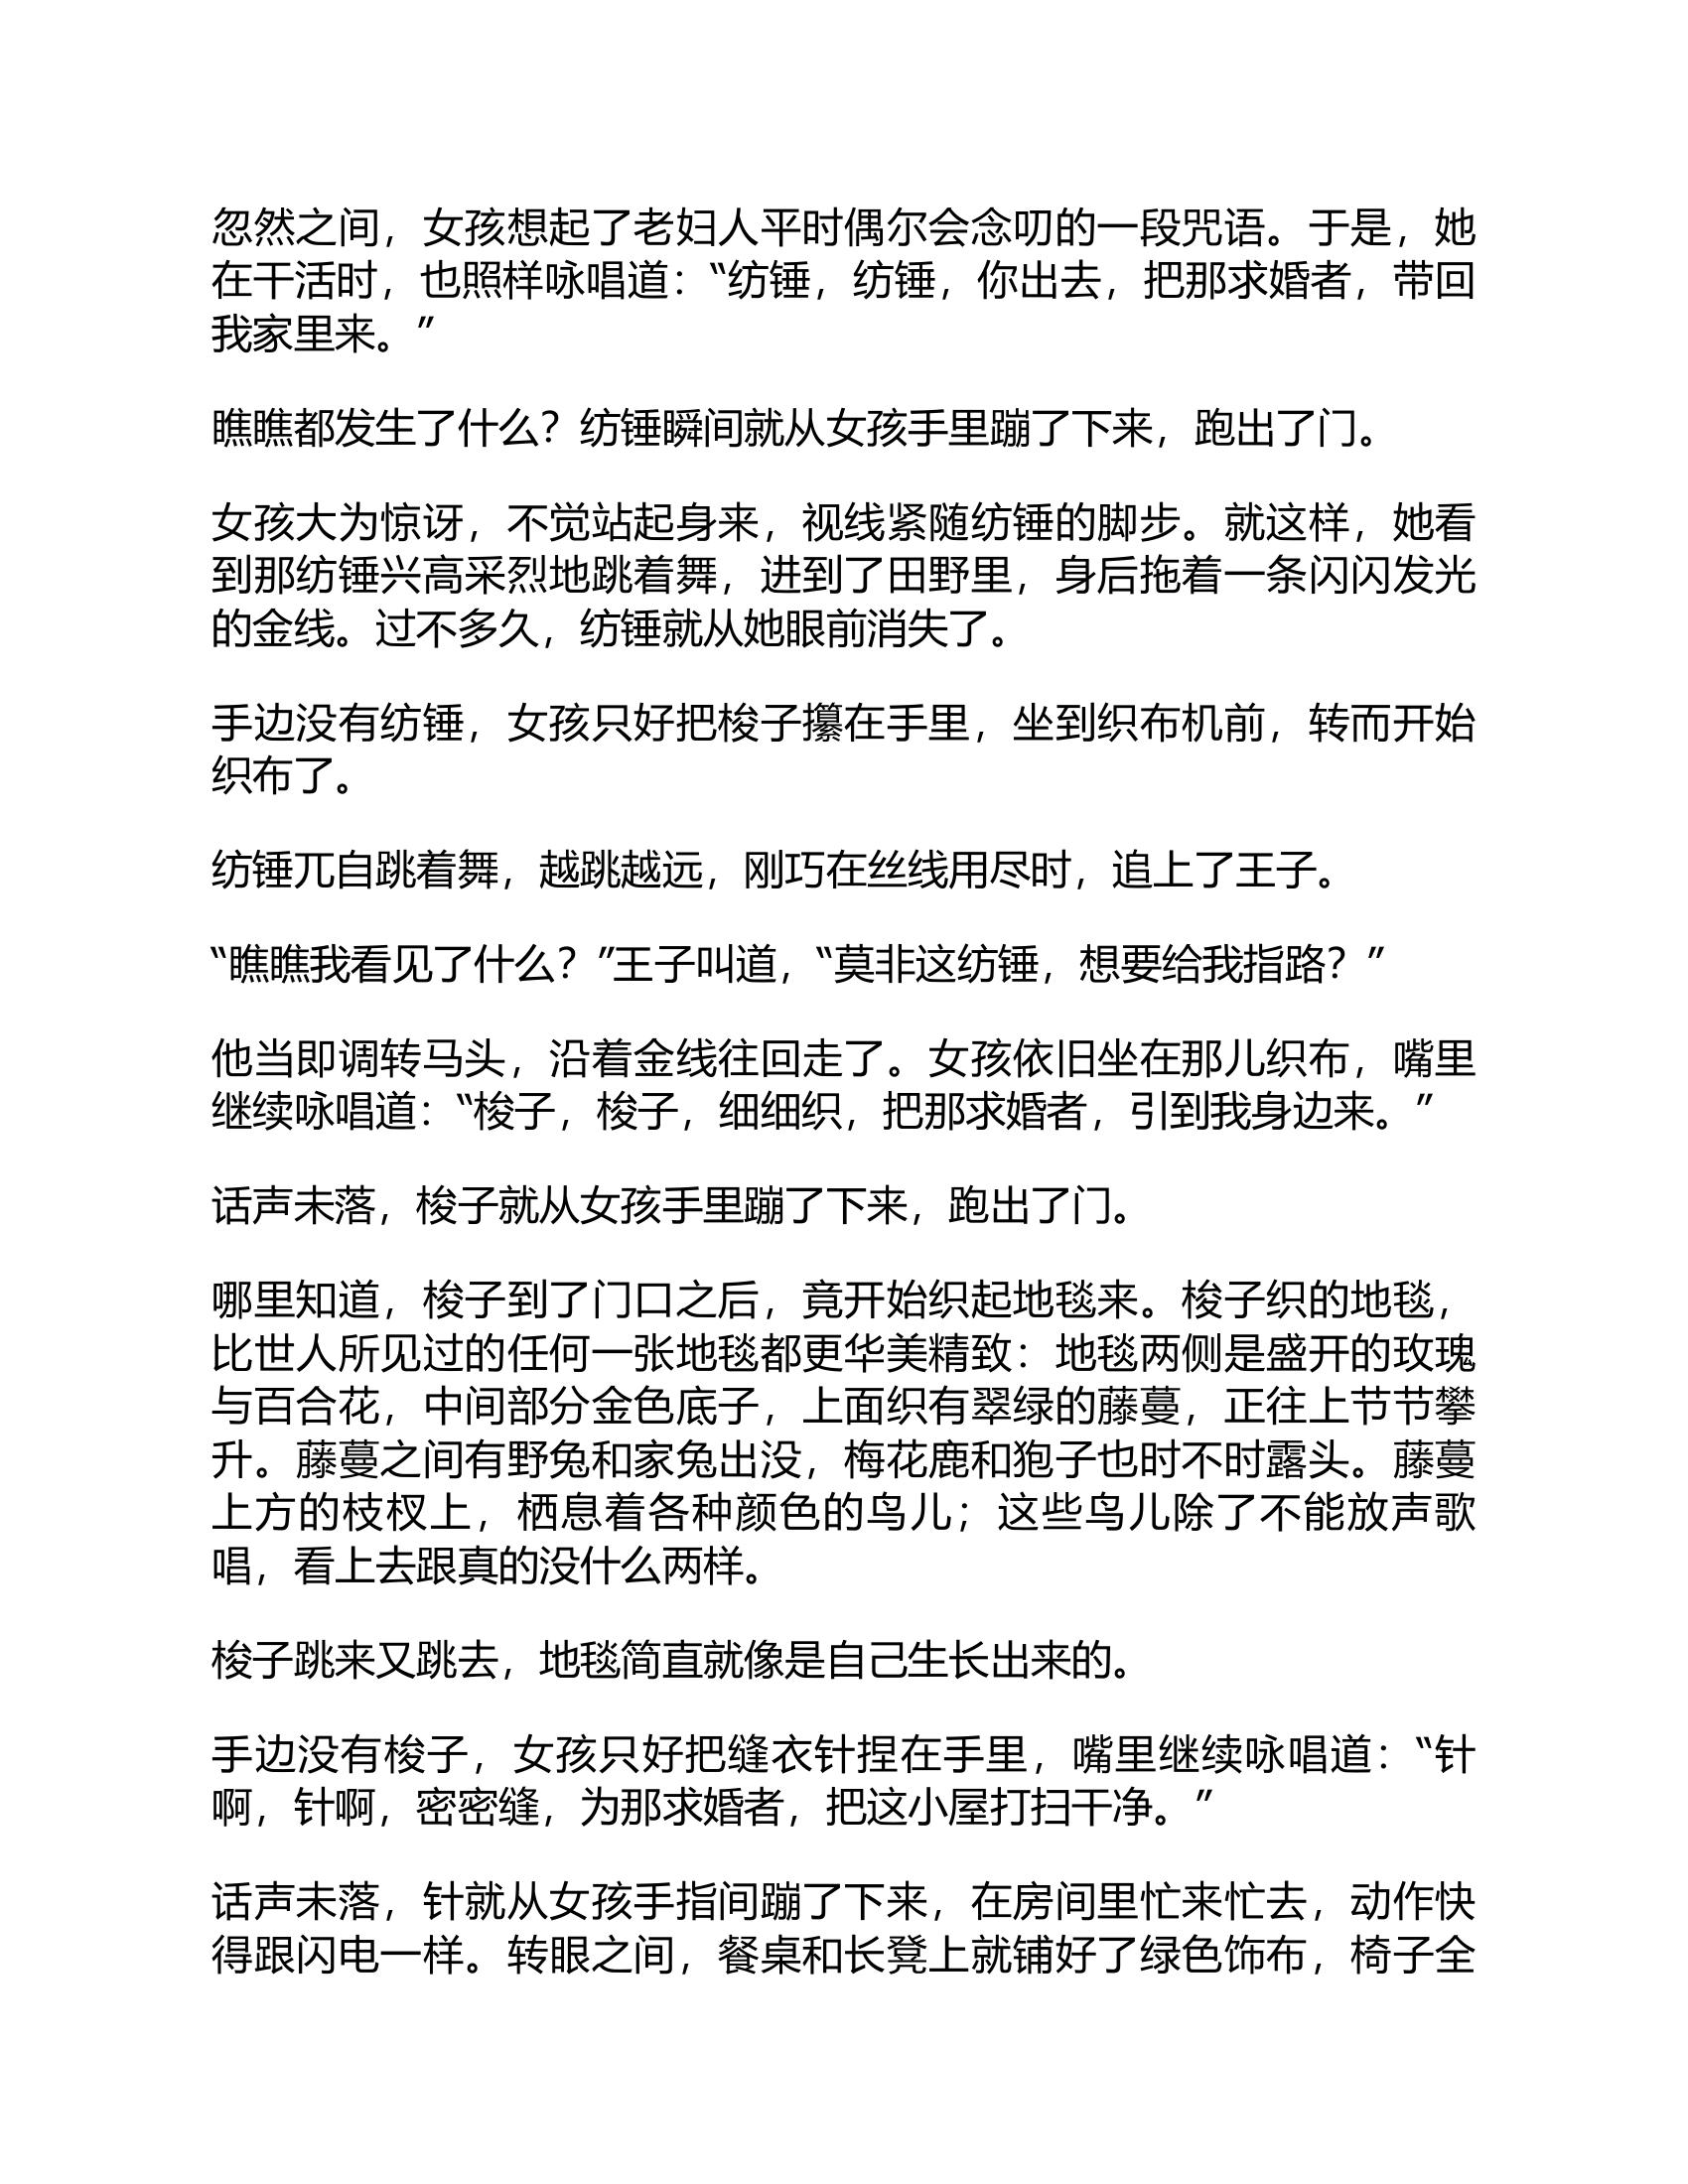 忽然之间，女孩想起了老妇人平时偶尔会念叨的一段咒语。于是，她
在干活时，也照样咏唱道：“纺锤，纺锤，你出去，把那求婚者，带回
我家里来。”
瞧瞧都发生了什么？纺锤瞬间就从女孩手里蹦了下来，跑出了门。
女孩大为惊讶，不觉站起身来，视线紧随纺锤的脚步。就这样，她看
到那纺锤兴高采烈地跳着舞，进到了田野里，身后拖着一条闪闪发光
的金线。过不多久，纺锤就从她眼前消失了。
手边没有纺锤，女孩只好把梭子攥在手里，坐到织布机前，转而开始
织布了。
纺锤兀自跳着舞，越跳越远，刚巧在丝线用尽时，追上了王子。
“瞧瞧我看见了什么？”王子叫道，“莫非这纺锤，想要给我指路？”
他当即调转马头，沿着金线往回走了。女孩依旧坐在那儿织布，嘴里
继续咏唱道：“梭子，梭子，细细织，把那求婚者，引到我身边来。”
话声未落，梭子就从女孩手里蹦了下来，跑出了门。
哪里知道，梭子到了门口之后，竟开始织起地毯来。梭子织的地毯，
比世人所见过的任何一张地毯都更华美精致：地毯两侧是盛开的玫瑰
与百合花，中间部分金色底子，上面织有翠绿的藤蔓，正往上节节攀
升。藤蔓之间有野兔和家兔出没，梅花鹿和狍子也时不时露头。藤蔓
上方的枝杈上，栖息着各种颜色的鸟儿；这些鸟儿除了不能放声歌
唱，看上去跟真的没什么两样。
梭子跳来又跳去，地毯简直就像是自己生长出来的。
手边没有梭子，女孩只好把缝衣针捏在手里，嘴里继续咏唱道：“针
啊，针啊，密密缝，为那求婚者，把这小屋打扫干净。”
话声未落，针就从女孩手指间蹦了下来，在房间里忙来忙去，动作快
得跟闪电一样。转眼之间，餐桌和长凳上就铺好了绿色饰布，椅子全